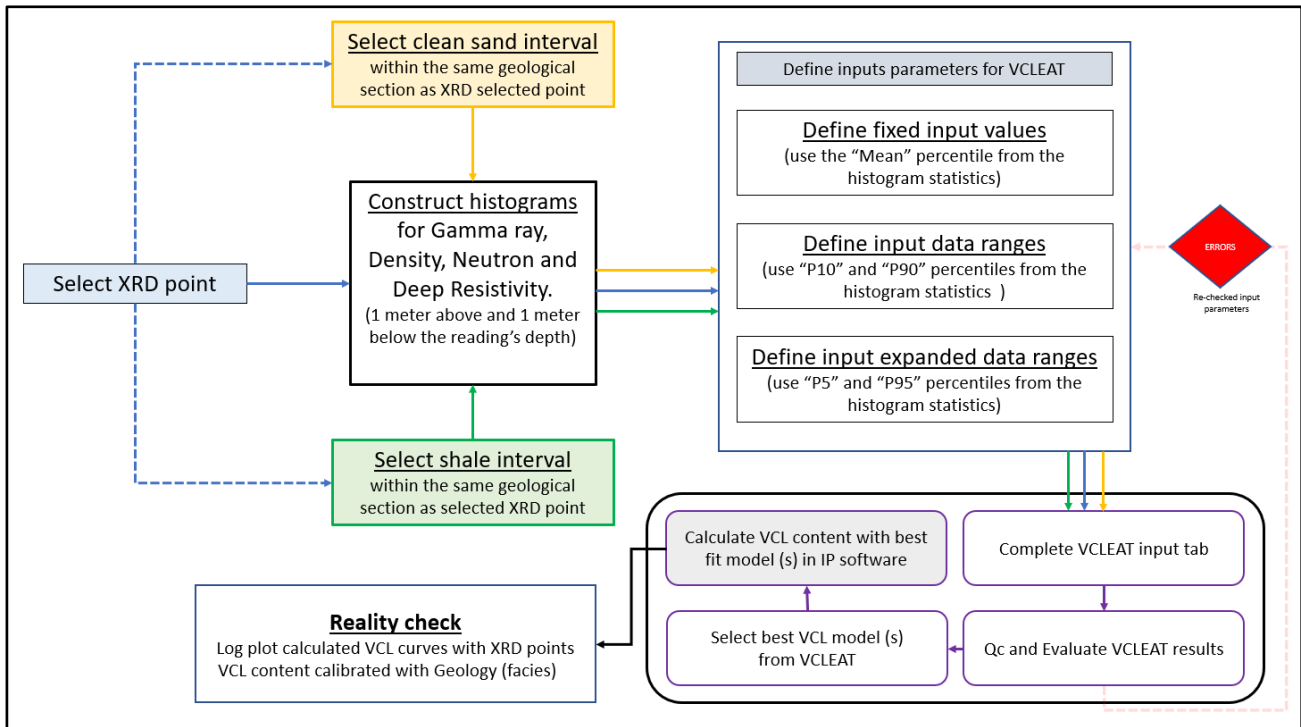 Select clean sand interval
within the same geological
section as XRD selected point
Select XRD point
Construct histograms
for Gamma ray,
Density, Neutron and
Deep Resistivity.
(1 meter above and 1 meter
below the reading's depth)
Select shale interval
within the same geological
section as selected XRD point
Define inputs parameters for VCLEAT
Define fixed input values
(use the “Mean” percentile from the
histogram statistics)
Define input data ranges
(use “P10” and “P90” percentiles from the
histogram statistics )
Define input expanded data ranges
(use “P5” and “P95” percentiles from the
histogram statistics)
ERRORS
Re-checked input
parameters
Complete VCLEAT input tab
Qc and Evaluate VCLEAT results
Select best VCL model (s)
from VCLEAT
Calculate VCL content with best
fit model (s) in IP software
Reality check
Log plot calculated VCL curves with XRD points
VCL content calibrated with Geology (facies)